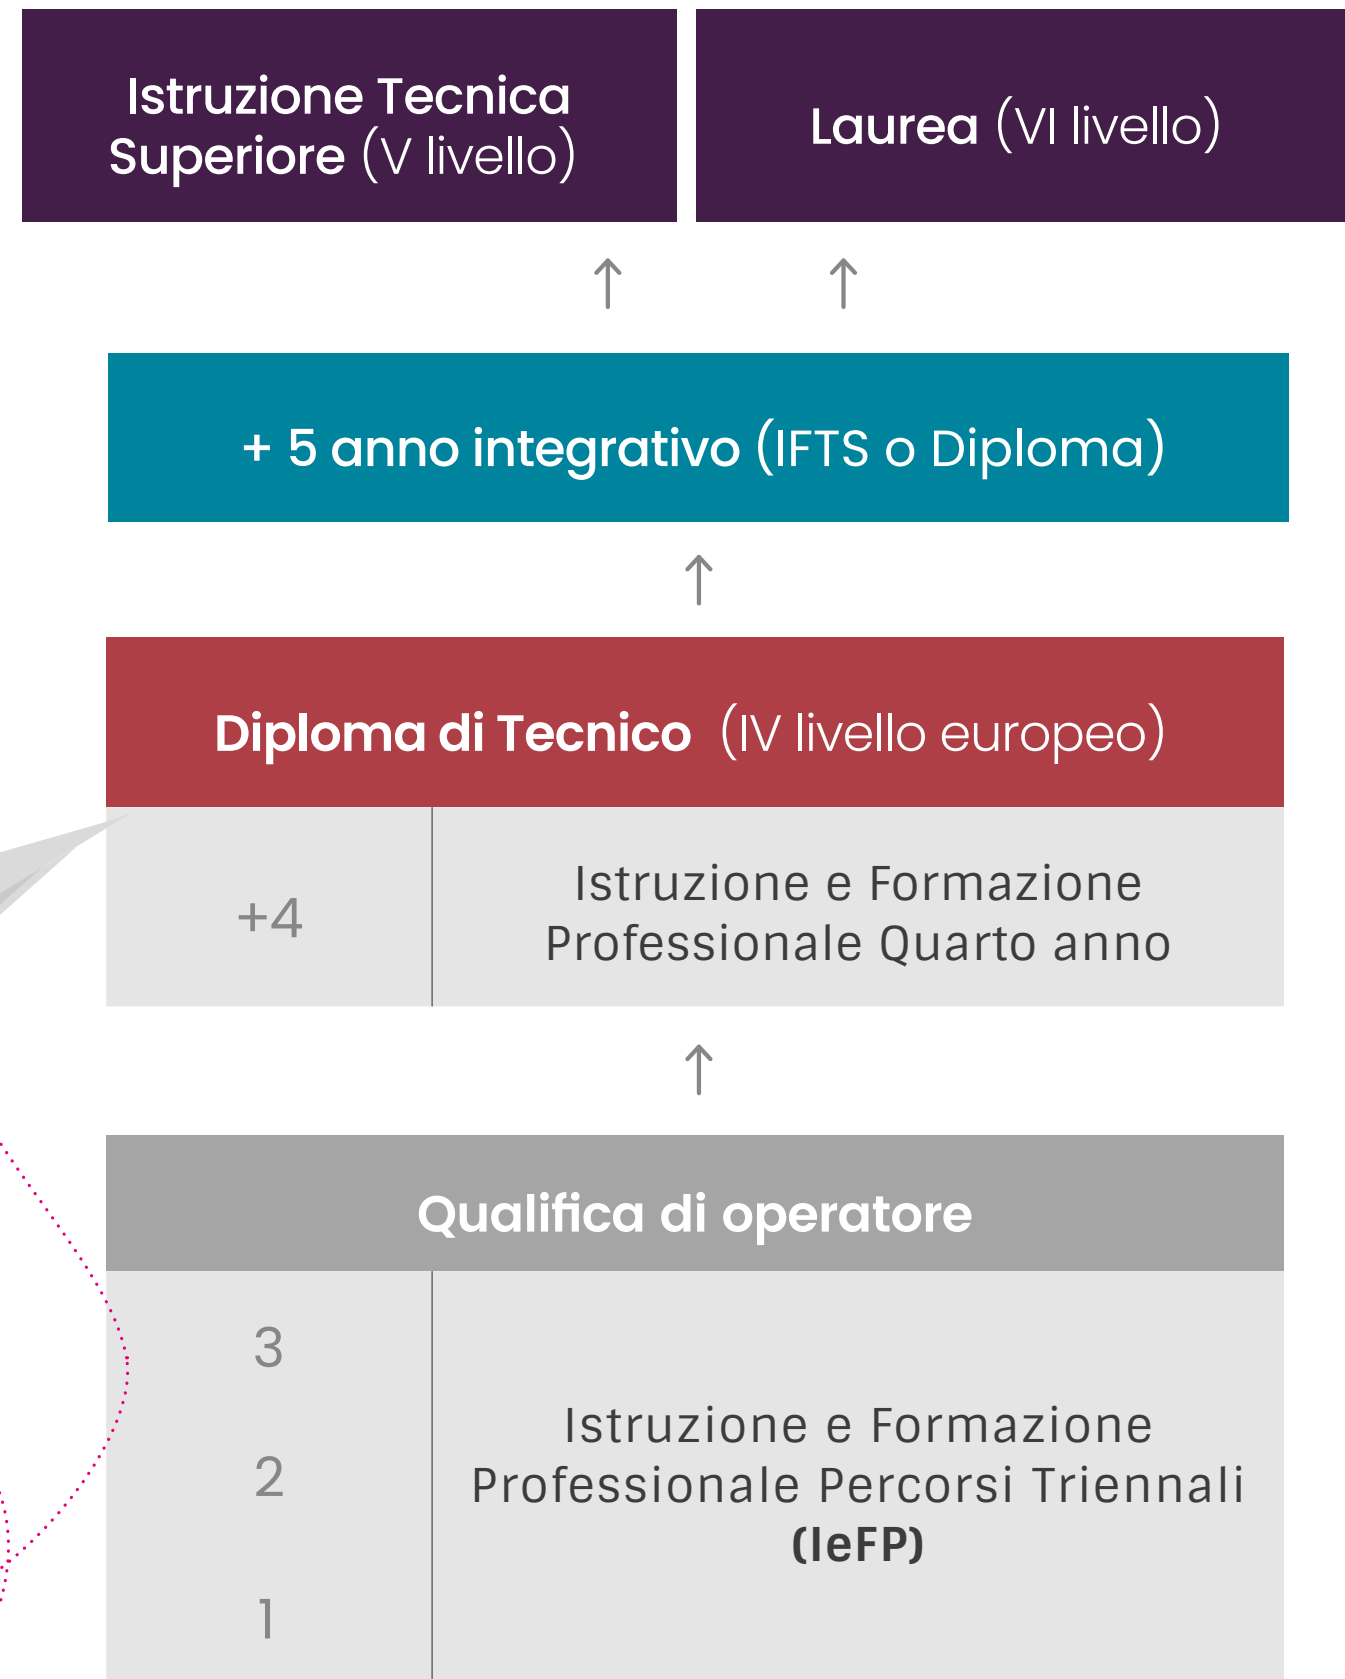 Istruzione Tecnica
Superiore (V livello)
Laurea (VI livello)
+ 5 anno integrativo (IFTS o Diploma)
Diploma di Tecnico (IV livello europeo)
+4
Istruzione e Formazione
Professionale Quarto anno
Qualifica di operatore
3
2
1
Istruzione e Formazione
Professionale Percorsi Triennali
(IeFP)